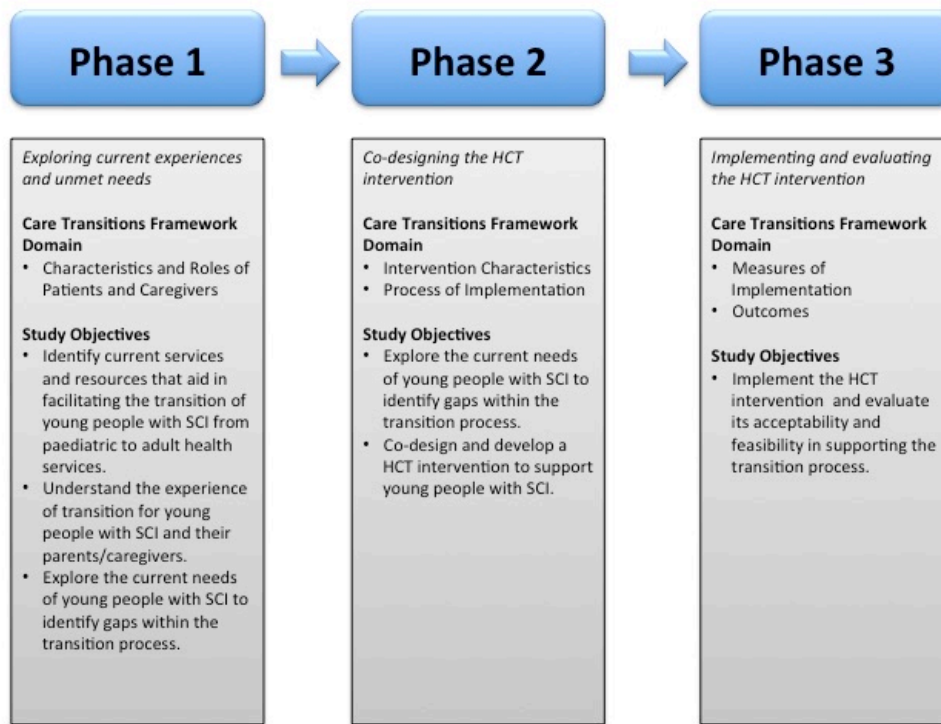 Phase 1
Phase 2
Phase 3
Exploring current experiences
and unmet needs
Care Transitions Framework
Domain
• Characteristics and Roles of
Patients and Caregivers
Study Objectives
• Identify current services
and resources that aid in
facilitating the transition of
young people with SCI from
paediatric to adult health
services.
• Understand the experience
of transition for young
people with SCI and their
parents/caregivers.
• Explore the current needs
of young people with SCI to
identify gaps within the
transition process.
Co-designing the HCT
intervention
Care Transitions Framework
Domain
• Intervention Characteristics
• Process of Implementation
Study Objectives
• Explore the current needs
of young people with SCI to
identify gaps within the
transition process.
• Co-design and develop a
HCT intervention to support
young people with SCI.
Implementing and evaluating
the HCT intervention
Care Transitions Framework
Domain
• Measures of
Implementation
• Outcomes
Study Objectives
• Implement the HCT
intervention and evaluate
its acceptability and
feasibility in supporting the
transition process.